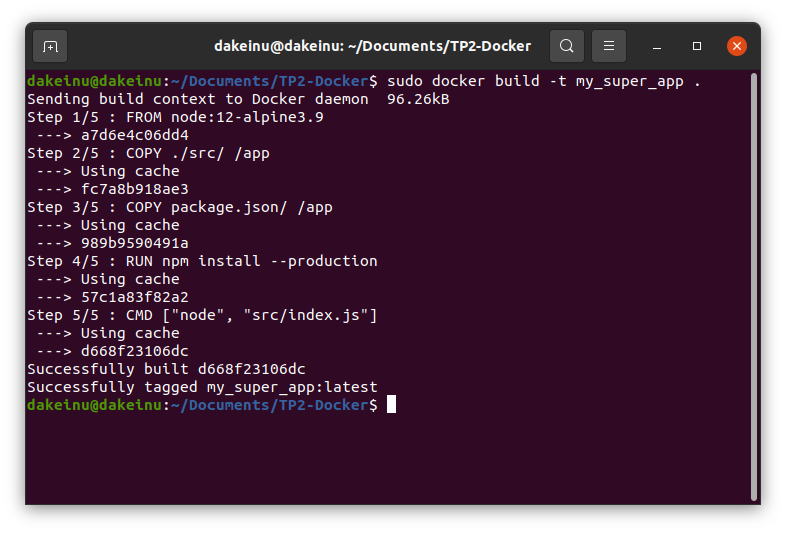 dakeinu@dakeinu: ~/Documents/TP2-Docker
dakeinu@dakeinu:~/Documents/TP2-Docker$ sudo docker build -t my_super_app .
Sending build context to Docker daemon  96.26kB
Step 1/5 : FROM node:12-alpine3.9
 ---> a7d6e4c06dd4
Step 2/5 : COPY ./src/ /app
 ---> Using cache
 ---> fc7a8b918ae3
Step 3/5 : COPY package.json/ /app
 ---> Using cache
 ---> 989b9590491a
Step 4/5 : RUN npm install --production
 ---> Using cache
 ---> 57c1a83f82a2
Step 5/5 : CMD ["node", "src/index.js"]
 ---> Using cache
 ---> d668f23106dc
Successfully built d668f23106dc
Successfully tagged my_super_app:latest
dakeinu@dakeinu:~/Documents/TP2-Docker$